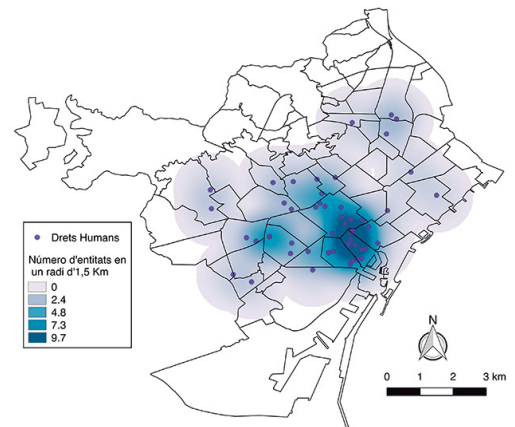 Drets Humans
Número d'entitats en
un radi d'1,5 Km
0
2.4
4.8
7.3
9.7
N
0 1 2 3 km